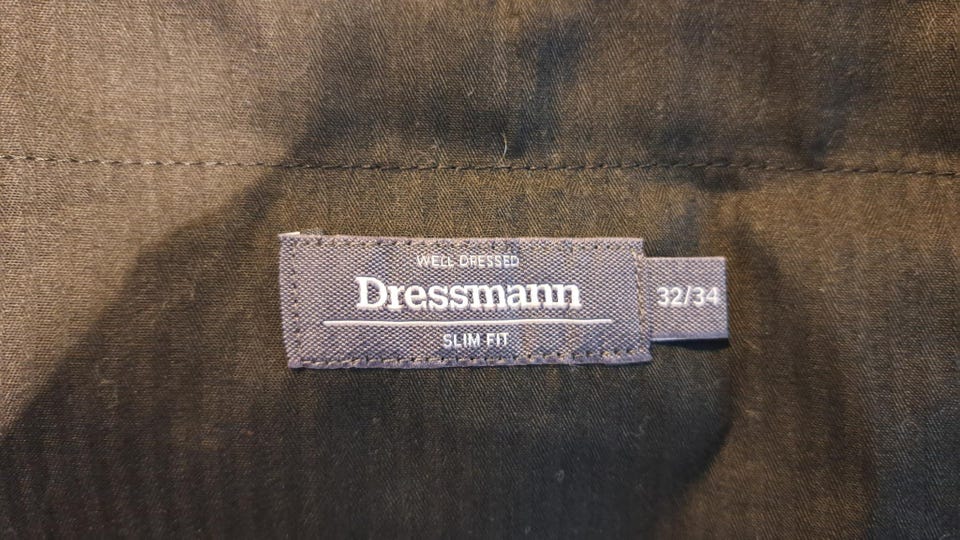 WELL DRESSED
Dressmann
SLIM FIT
32/34